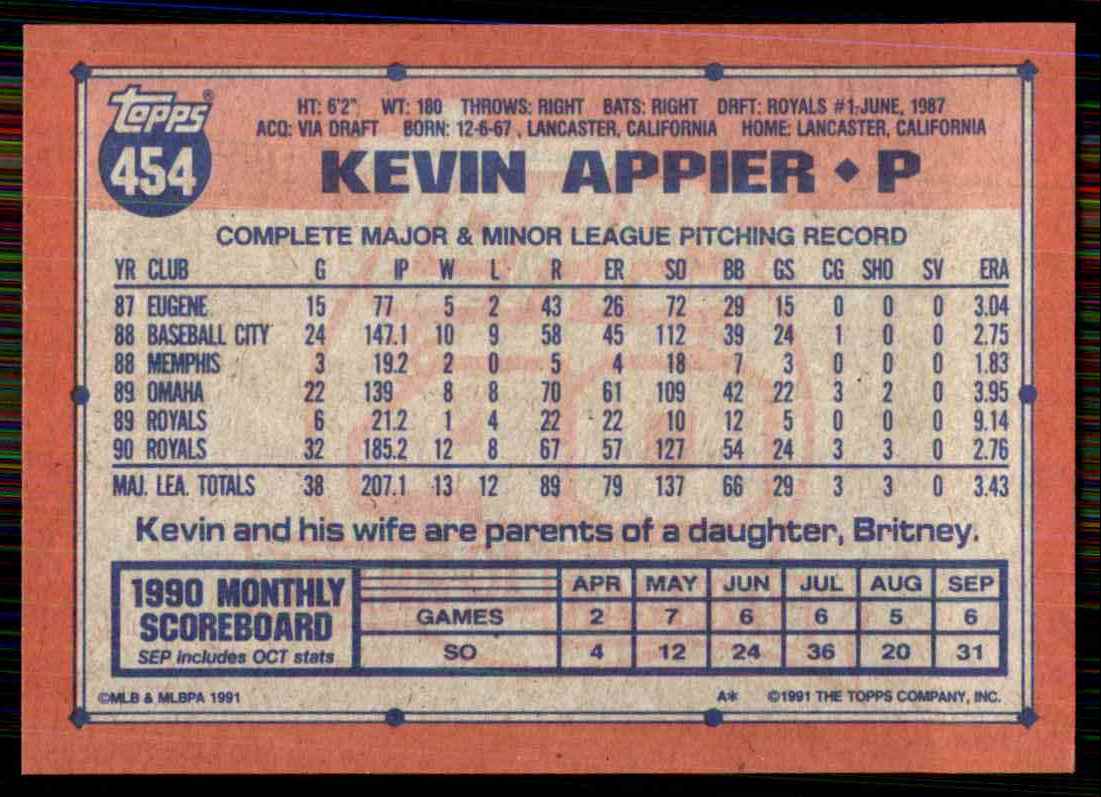 Topps®
454
HT: 6'2" WT: 180 THROWS: RIGHT BATS: RIGHT DRFT: ROYALS #1-JUNE, 1987
ACQ: VIA DRAFT BORN: 12-6-67, LANCASTER, CALIFORNIA HOME: LANCASTER, CALIFORNIA
KEVIN APPIER ◆ P
COMPLETE MAJOR & MINOR LEAGUE PITCHING RECORD
YR CLUB G IP W L R ER SO BB GS CG SHO SV ERA
87 EUGENE 15 77 5 2 43 26 72 29 15 0 0 0 3.04
88 BASEBALL CITY 24 147.1 10 9 58 45 112 39 24 1 0 0 2.75
88 MEMPHIS 3 19.2 2 0 5 4 18 7 3 0 0 0 1.83
89 OMAHA 22 139 8 8 70 61 109 42 22 3 2 0 3.95
89 ROYALS 6 21.2 1 4 22 22 10 12 5 0 0 0 9.14
90 ROYALS 32 185.2 12 8 67 57 127 54 24 3 3 0 2.76
MAJ. LEA. TOTALS 38 207.1 13 12 89 79 137 66 29 3 3 0 3.43
Kevin and his wife are parents of a daughter, Britney.
1990 MONTHLY
SCOREBOARD
SEP includes OCT stats
APR MAY JUN JUL AUG SEP
GAMES 2 7 6 6 5 6
SO 4 12 24 36 20 31
©MLB & MLBPA 1991 A* ©1991 THE TOPPS COMPANY, INC.